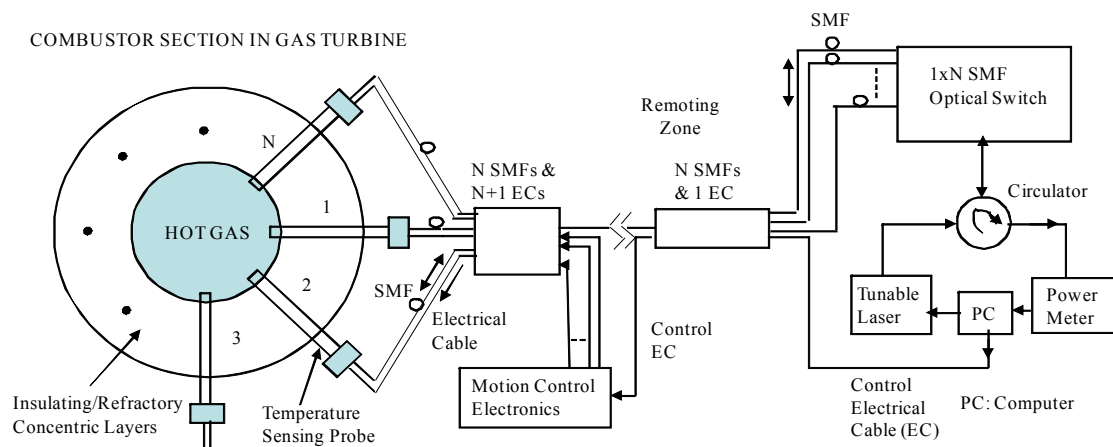 COMBUSTOR SECTION IN GAS TURBINE
N
1
HOT GAS
2
3
Insulating/Refractory
Concentric Layers
Temperature
Sensing Probe
SMF
Electrical
Cable
N SMFs &
N+1 ECs
Motion Control
Electronics
Control
EC
Remoting
Zone
N SMFs
& 1 EC
SMF
1xN SMF
Optical Switch
Circulator
Tunable
Laser
PC
Power
Meter
Control
Electrical
Cable (EC)
PC: Computer